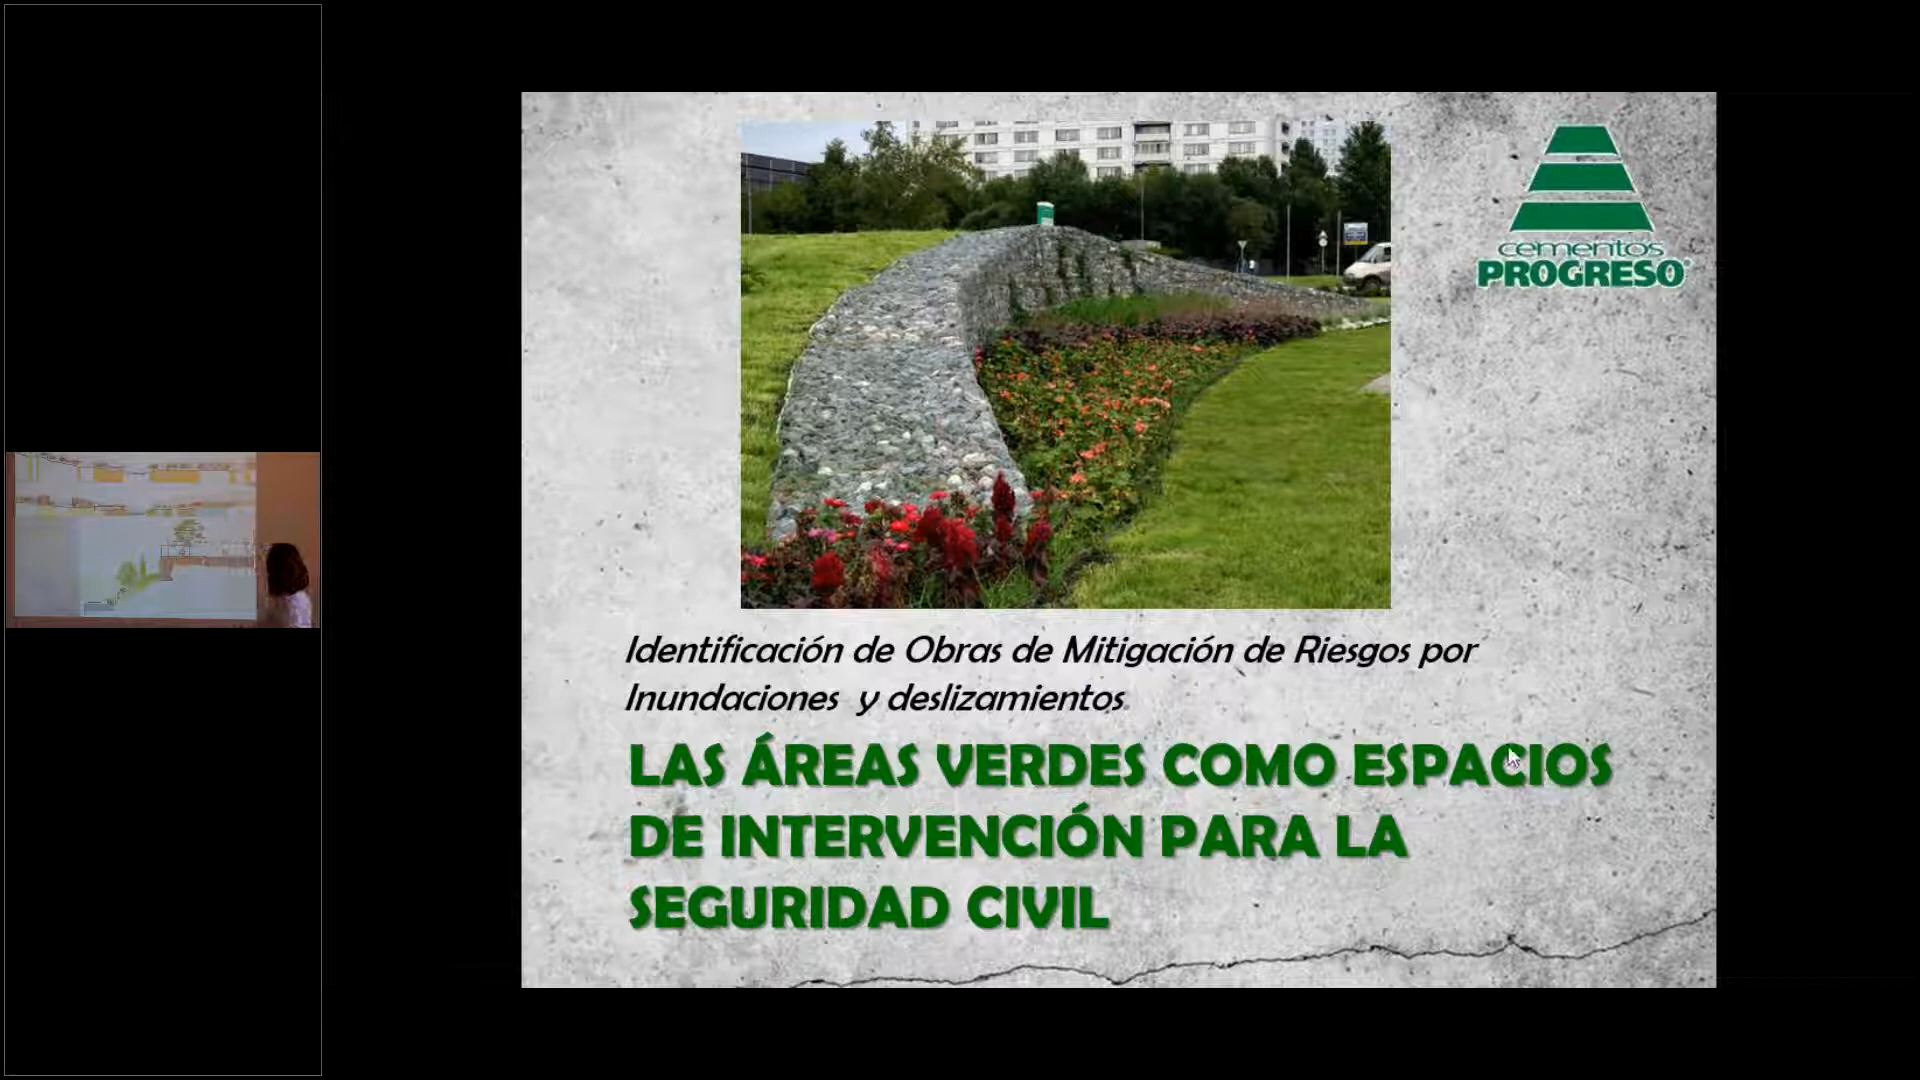 cementos
PROGRESO
Identificación de Obras de Mitigación de Riesgos por
Inundaciones y deslizamientos
LAS ÁREAS VERDES COMO ESPACIOS
DE INTERVENCIÓN PARA LA
SEGURIDAD CIVIL